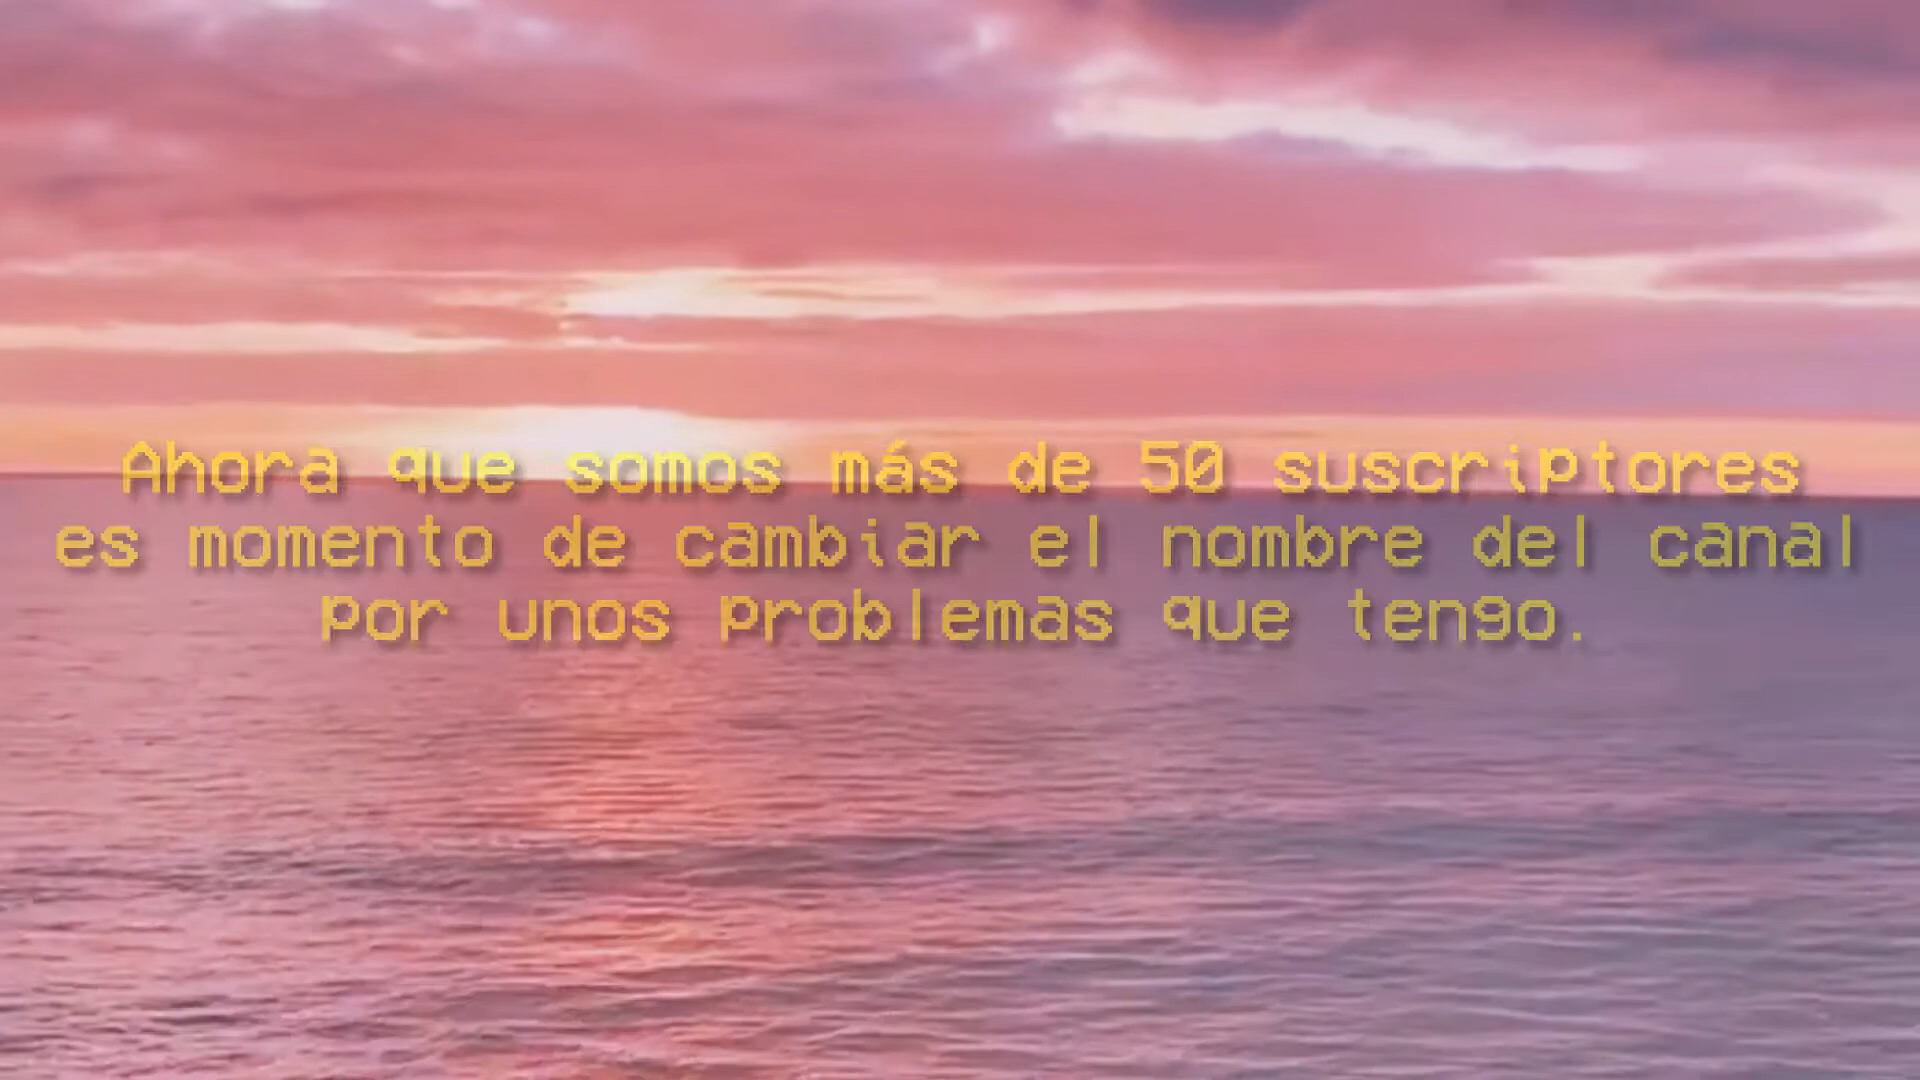 Ahora que somos más de 50 suscriptores
es momento de cambiar el nombre del canal
por unos problemas que tengo.